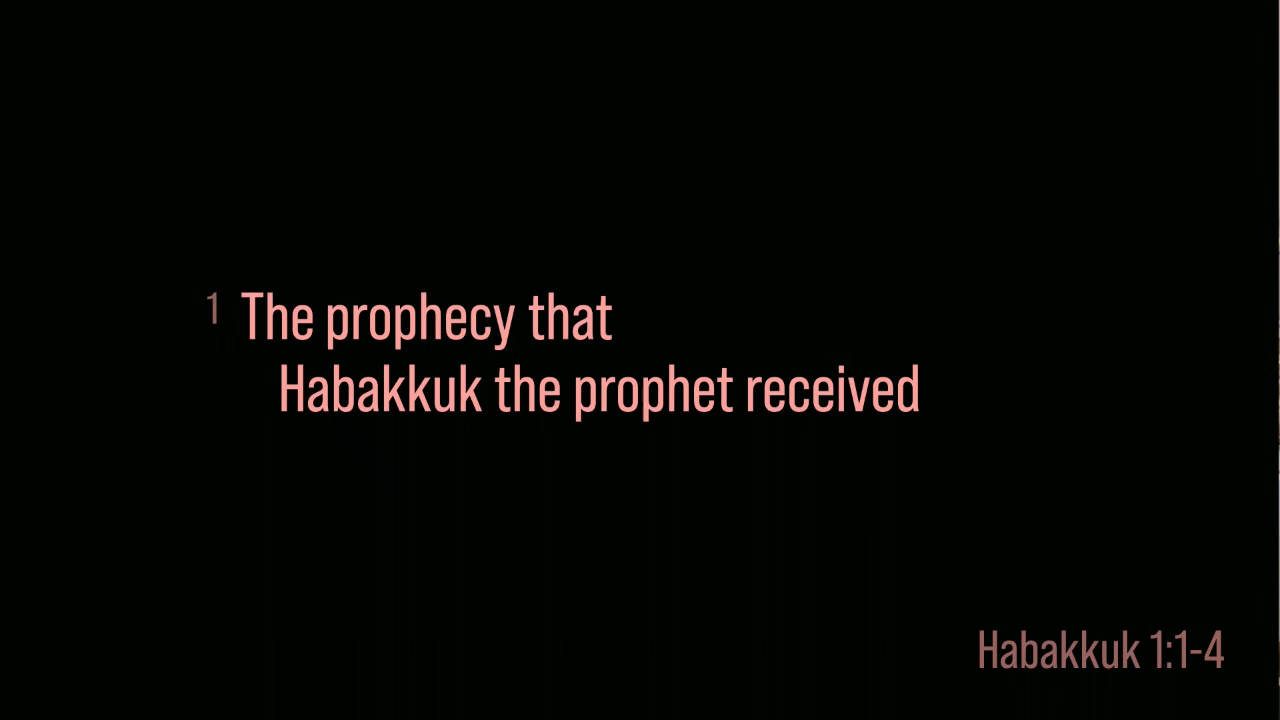 1 The prophecy that
Habakkuk the prophet received
Habakkuk 1:1-4